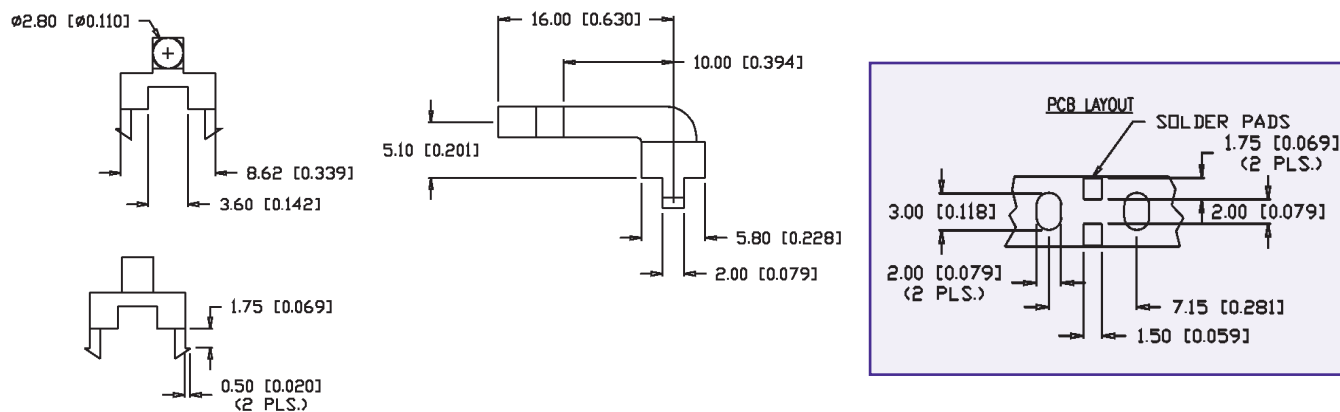 ø2.80 [ø0.110]
8.62 [0.339]
3.60 [0.142]
1.75 [0.069]
0.50 [0.020]
(2 PLS.)
16.00 [0.630]
10.00 [0.394]
5.10 [0.201]
5.80 [0.228]
2.00 [0.079]
PCB LAYOUT
SOLDER PADS
1.75 [0.069]
(2 PLS.)
3.00 [0.118]
2.00 [0.079]
2.00 [0.079]
(2 PLS.)
7.15 [0.281]
1.50 [0.059]